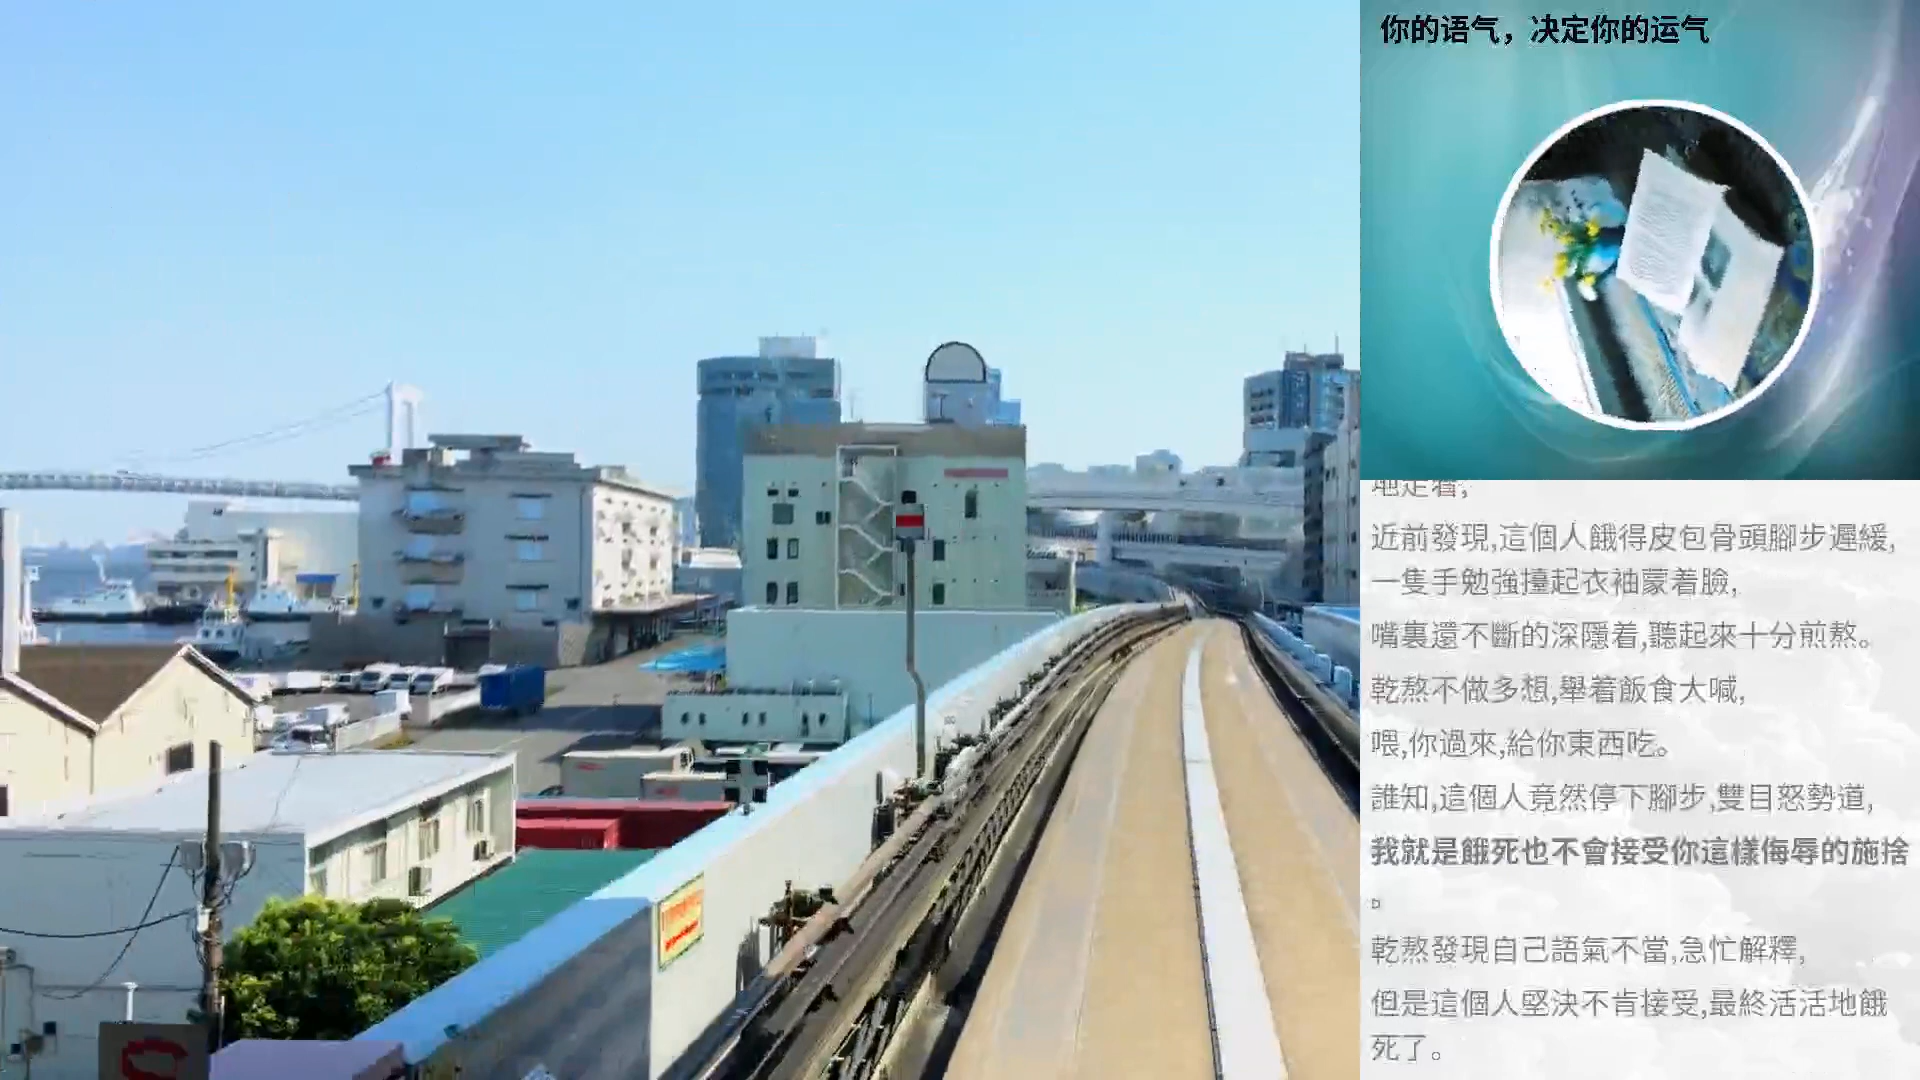 你的语气，决定你的运气
地走着,
近前發現,這個人餓得皮包骨頭腳步遲緩,
一隻手勉強擡起衣袖蒙着臉,
嘴裏還不斷的深隱着,聽起來十分煎熬。
乾熬不做多想,舉着飯食大喊,
喂,你過來,給你東西吃。
誰知,這個人竟然停下腳步,雙目怒勢道,
我就是餓死也不會接受你這樣侮辱的施捨
。
乾熬發現自己語氣不當,急忙解釋,
但是這個人堅決不肯接受,最終活活地餓
死了。